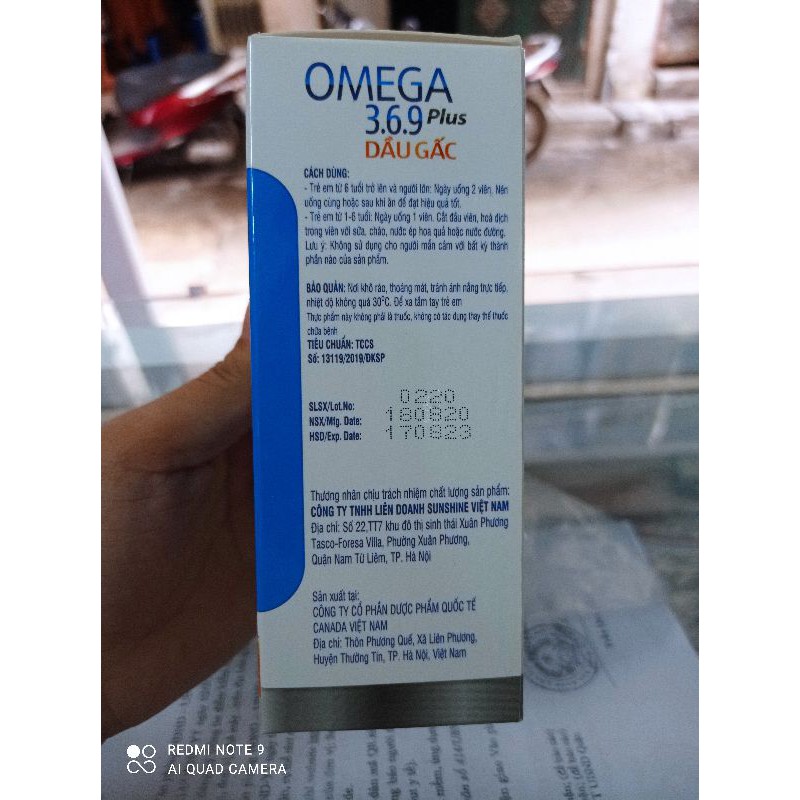 OMEGA
3.6.9 Plus
DẦU GẤC
CÁCH DÙNG:
- Trẻ em từ 6 tuổi trở lên và người lớn: Ngày uống 2 viên. Nên
uống cùng hoặc sau khi ăn để đạt hiệu quả tốt.
- Trẻ em từ 1-6 tuổi: Ngày uống 1 viên. Cắt đầu viên, hoà dịch
trong viên với sữa, cháo, nước ép hoa quả hoặc nước đường.
Lưu ý: Không sử dụng cho người mẫn cảm với bất kỳ thành
phần nào của sản phẩm.
BẢO QUẢN: Nơi khô ráo, thoáng mát, tránh ánh nắng trực tiếp,
nhiệt độ không quá 30°C. Để xa tầm tay trẻ em
Thực phẩm này không phải là thuốc, không có tác dụng thay thế thuốc
chữa bệnh
TIÊU CHUẨN: TCCS
Số: 13119/2019/ĐKSP
SLSX/Lot.No: 0220
NSX/Mfg. Date: 180820
HSD/Exp. Date: 170823
Thương nhân chịu trách nhiệm chất lượng sản phẩm:
CÔNG TY TNHH LIÊN DOANH SUNSHINE VIỆT NAM
Địa chỉ: Số 22,TT7 khu đô thị sinh thái Xuân Phương
Tasco-Foresa Villa, Phường Xuân Phương,
Quận Nam Từ Liêm, TP. Hà Nội
Sản xuất tại:
CÔNG TY CỔ PHẦN DƯỢC PHẨM QUỐC TẾ
CANADA VIỆT NAM
Địa chỉ: Thôn Phương Quế, Xã Liên Phương,
Huyện Thường Tín, TP. Hà Nội, Việt Nam
REDMI NOTE 9
AI QUAD CAMERA